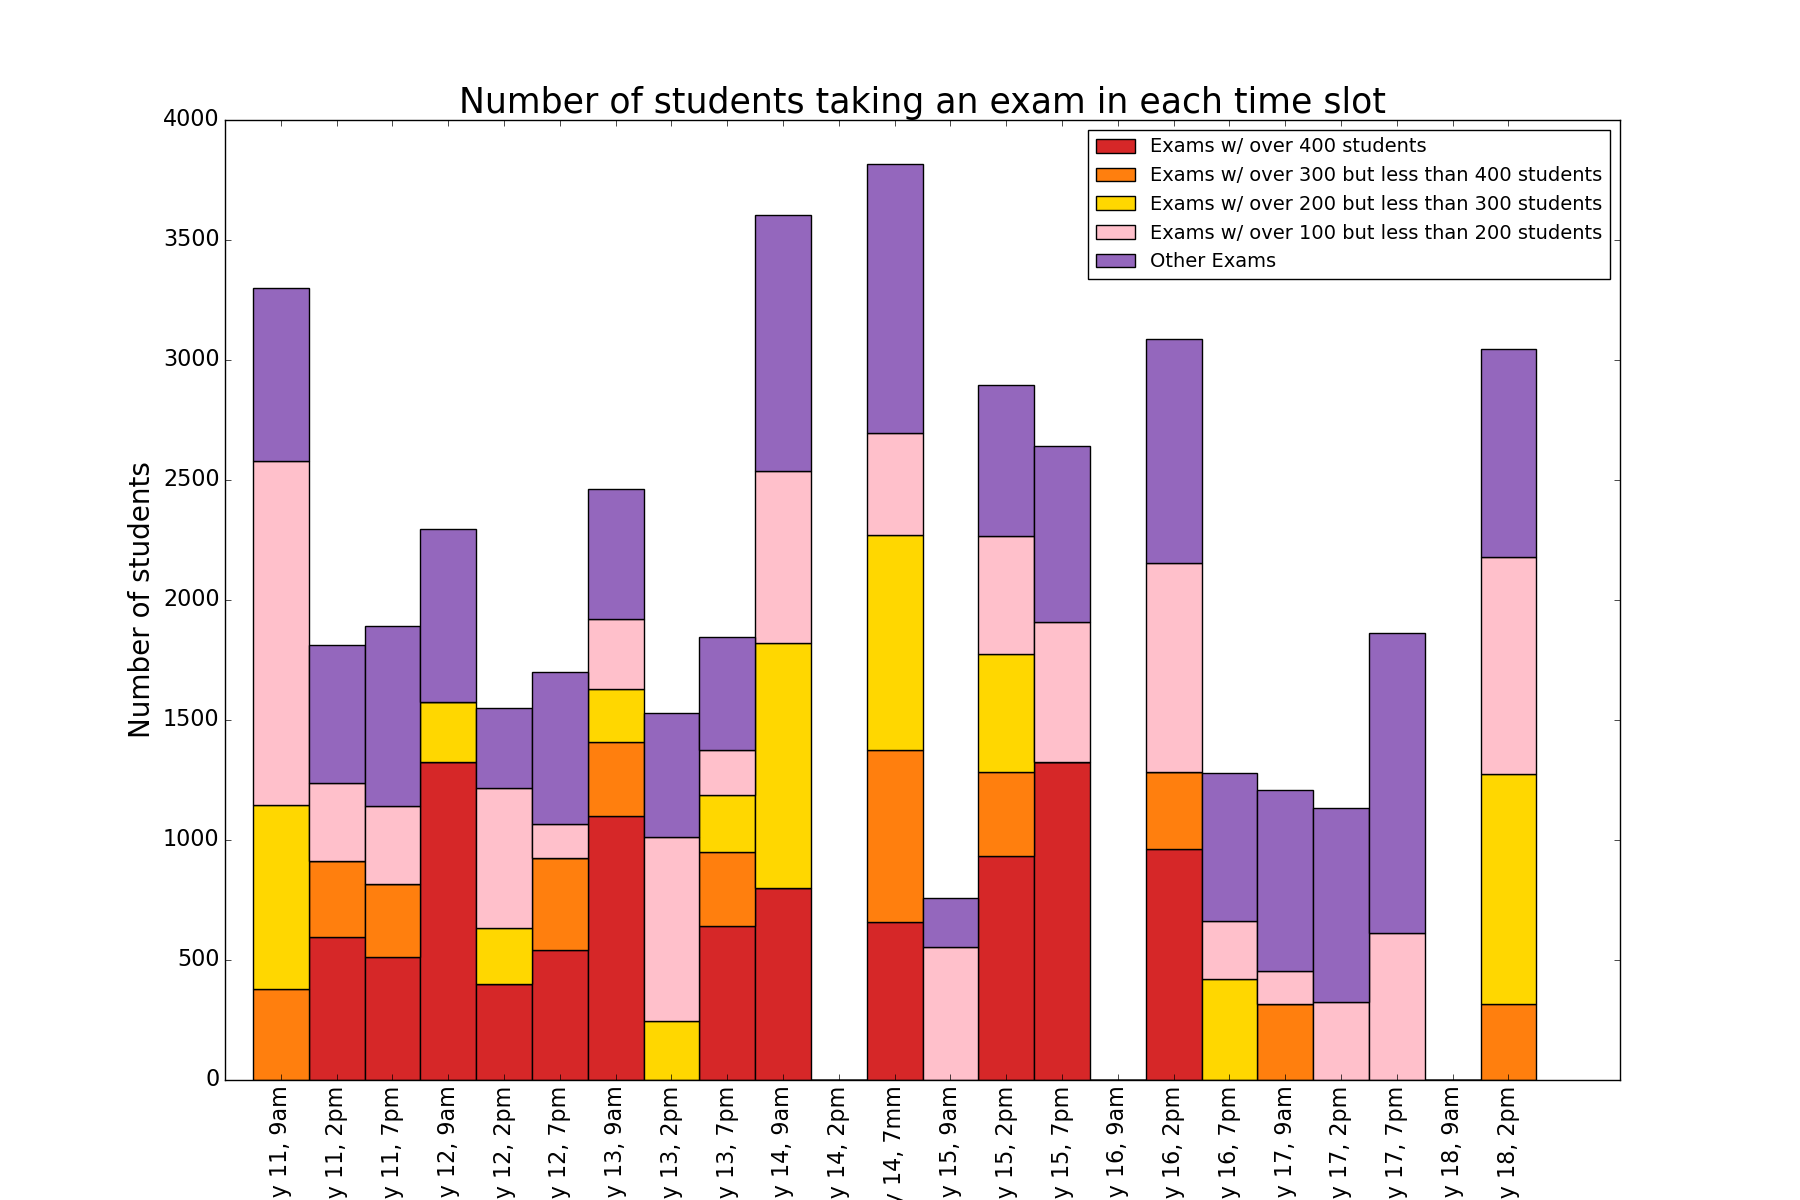 Number of students taking an exam in each time slot
Number of students
4000
3500
3000
2500
2000
1500
1000
500
0
Exams w/ over 400 students
Exams w/ over 300 but less than 400 students
Exams w/ over 200 but less than 300 students
Exams w/ over 100 but less than 200 students
Other Exams
y 11, 9am
y 11, 2pm
y 11, 7pm
y 12, 9am
y 12, 2pm
y 12, 7pm
y 13, 9am
y 13, 2pm
y 13, 7pm
y 14, 9am
y 14, 2pm
y 14, 7mm
y 15, 9am
y 15, 2pm
y 15, 7pm
y 16, 9am
y 16, 2pm
y 16, 7pm
y 17, 9am
y 17, 2pm
y 17, 7pm
y 18, 9am
y 18, 2pm